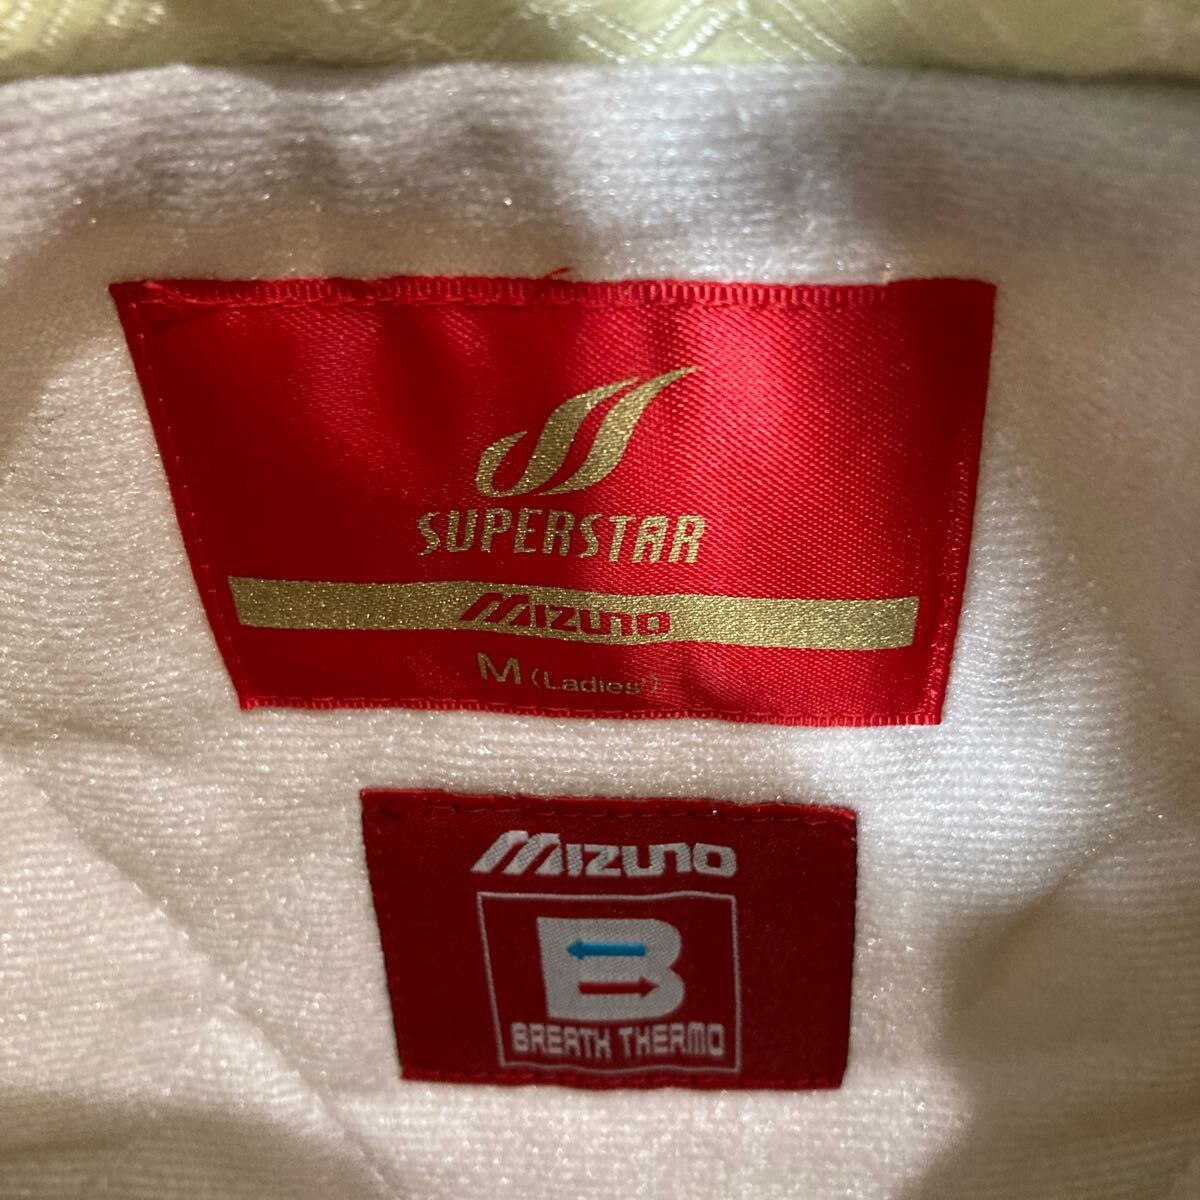 SUPERSTAR
MIZUNO
M (Ladies')
MIZUNO
B
BREATH THERMO